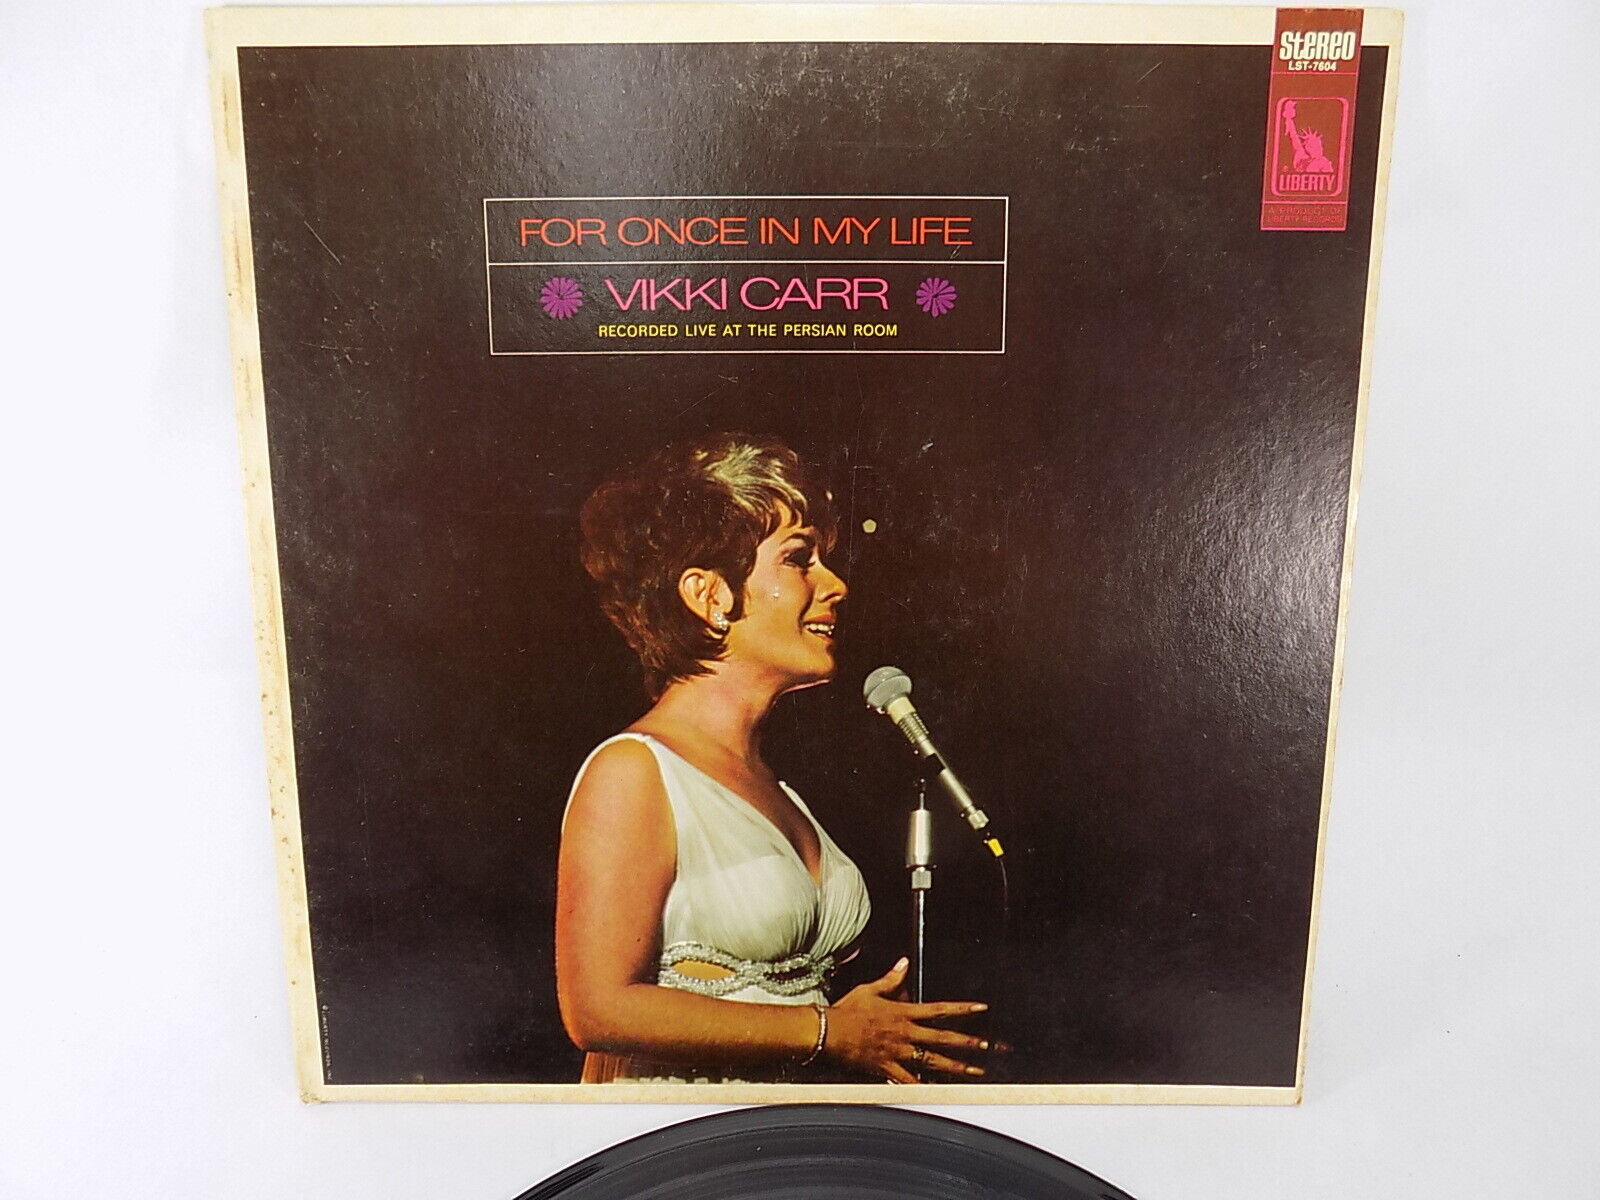 STEREO
LST-7604
LIBERTY
A PRODUCT OF
LIBERTY RECORDS
FOR ONCE IN MY LIFE
VIKKI CARR
RECORDED LIVE AT THE PERSIAN ROOM